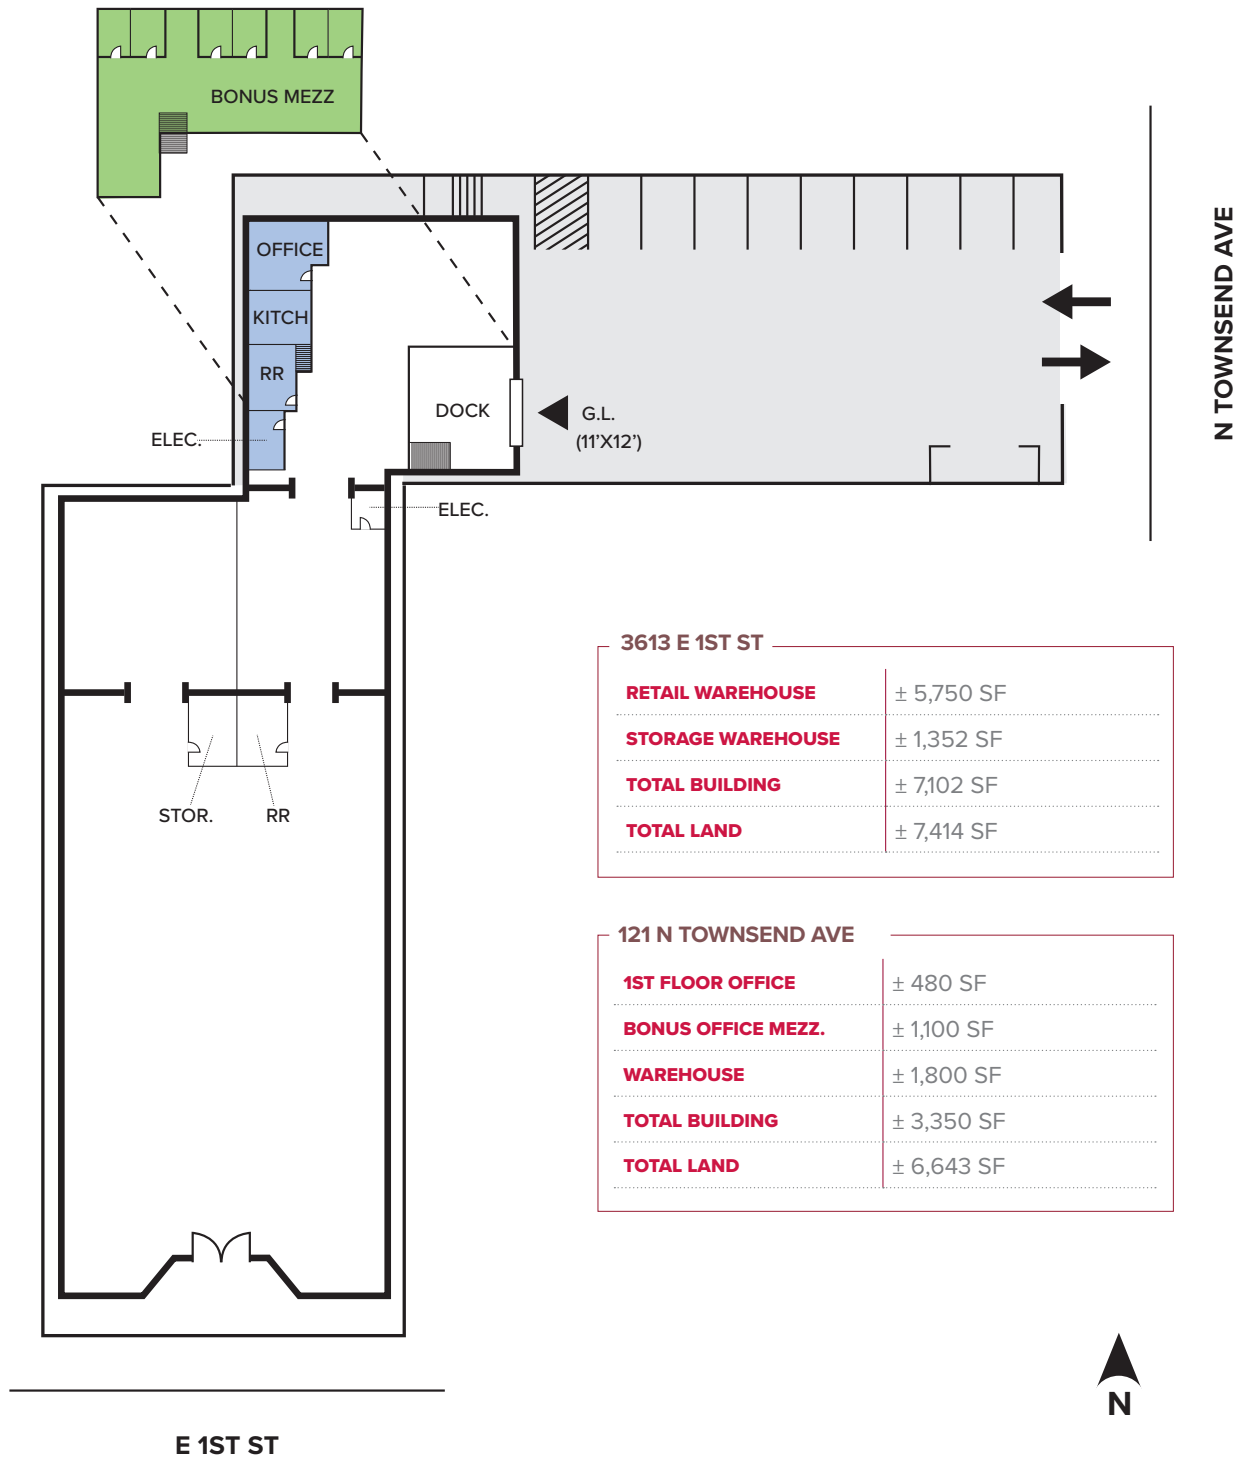 BONUS MEZZ
OFFICE
KITCH
RR
ELEC.
DOCK
G.L.
(11'X12')
N TOWNSEND AVE
ELEC.
STOR.
RR
3613 E 1ST ST
RETAIL WAREHOUSE ± 5,750 SF
STORAGE WAREHOUSE ± 1,352 SF
TOTAL BUILDING ± 7,102 SF
TOTAL LAND ± 7,414 SF
121 N TOWNSEND AVE
1ST FLOOR OFFICE ± 480 SF
BONUS OFFICE MEZZ. ± 1,100 SF
WAREHOUSE ± 1,800 SF
TOTAL BUILDING ± 3,350 SF
TOTAL LAND ± 6,643 SF
N
E 1ST ST